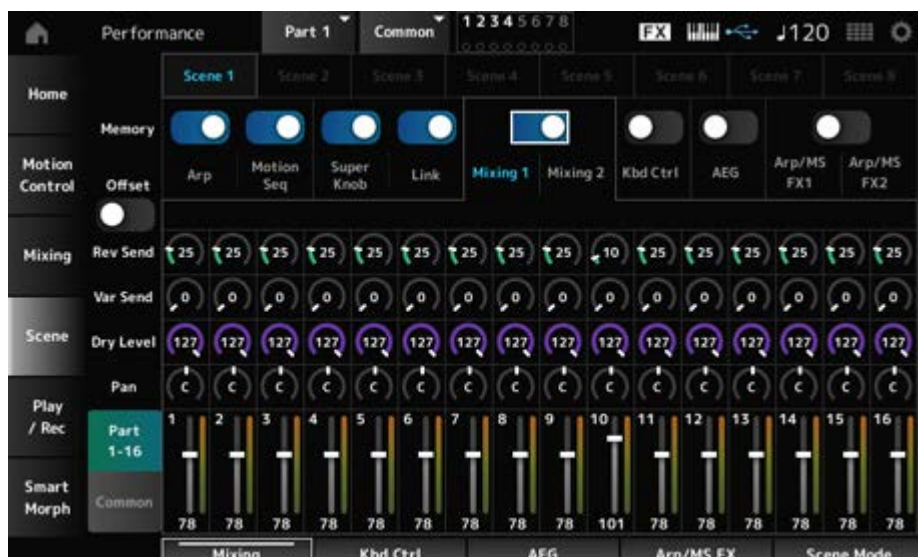 Performance Part 1 Common 1 2 3 4 5 6 7 8 FX ♩120
Scene 1 Scene 2 Scene 3 Scene 4 Scene 5 Scene 6 Scene 7 Scene 8
Home
Memory
Arp Motion Seq Super Knob Link Mixing 1 Mixing 2 Kbd Ctrl AEG Arp/MS FX1 Arp/MS FX2
Motion Control
Offset
Mixing
Rev Send 25 25 25 25 25 25 25 25 25 10 25 25 25 25 25 25
Var Send 0 0 0 0 0 0 0 0 0 0 0 0 0 0 0 0
Scene
Dry Level 127 127 127 127 127 127 127 127 127 127 127 127 127 127 127 127
Pan C C C C C C C C C C C C C C C C
Play / Rec
Part 1-16
1 2 3 4 5 6 7 8 9 10 11 12 13 14 15 16
Smart Morph
Common
78 78 78 78 78 78 78 78 78 101 78 78 78 78 78 78
Mixing Kbd Ctrl AEG Arp/MS FX Scene Mode